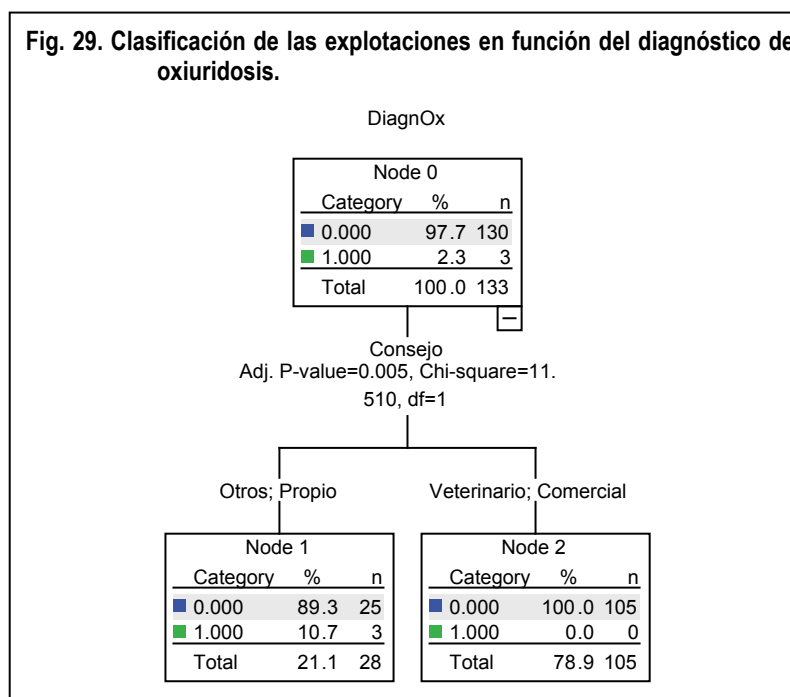 Fig. 29. Clasificación de las explotaciones en función del diagnóstico de
oxiuridosis.
DiagnOx
Node 0
Category % n
0.000 97.7 130
1.000 2.3 3
Total 100.0 133
Consejo
Adj. P-value=0.005, Chi-square=11.
510, df=1
Otros; Propio
Node 1
Category % n
0.000 89.3 25
1.000 10.7 3
Total 21.1 28
Veterinario; Comercial
Node 2
Category % n
0.000 100.0 105
1.000 0.0 0
Total 78.9 105